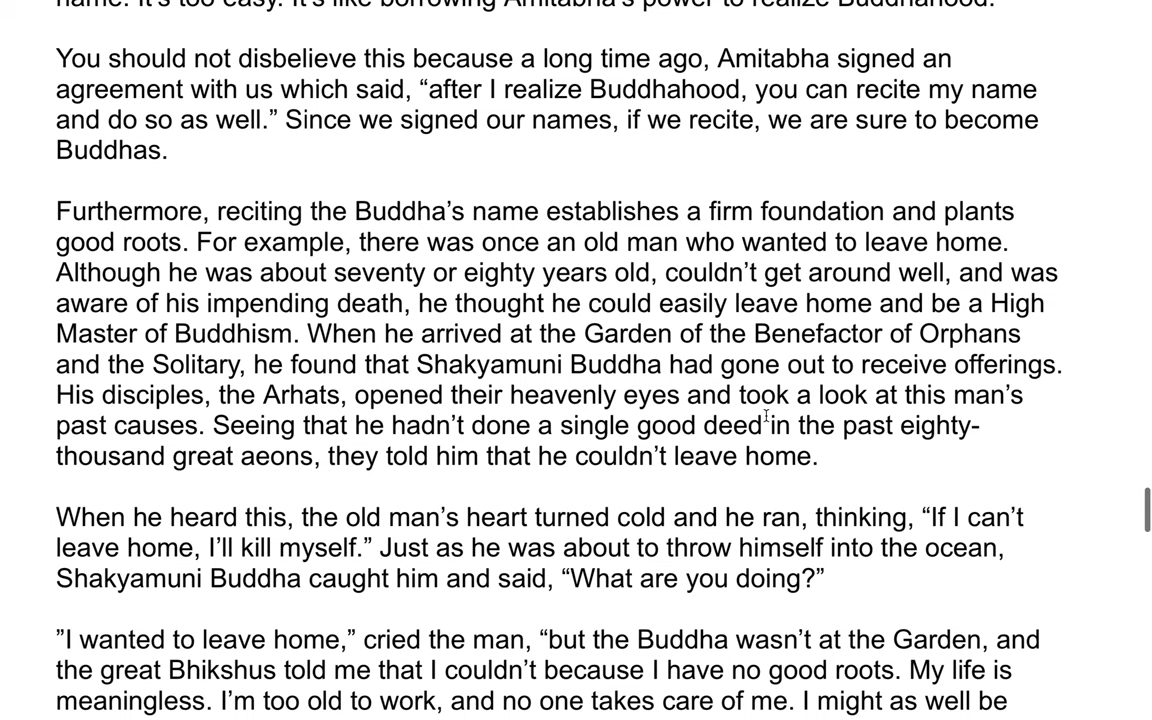 name. It's too easy. It's like borrowing Amitabha's power to realize Buddhahood.
You should not disbelieve this because a long time ago, Amitabha signed an
agreement with us which said, “after I realize Buddhahood, you can recite my name
and do so as well.” Since we signed our names, if we recite, we are sure to become
Buddhas.
Furthermore, reciting the Buddha’s name establishes a firm foundation and plants
good roots. For example, there was once an old man who wanted to leave home.
Although he was about seventy or eighty years old, couldn’t get around well, and was
aware of his impending death, he thought he could easily leave home and be a High
Master of Buddhism. When he arrived at the Garden of the Benefactor of Orphans
and the Solitary, he found that Shakyamuni Buddha had gone out to receive offerings.
His disciples, the Arhats, opened their heavenly eyes and took a look at this man’s
past causes. Seeing that he hadn’t done a single good deed in the past eighty-
thousand great aeons, they told him that he couldn’t leave home.
When he heard this, the old man’s heart turned cold and he ran, thinking, “If I can’t
leave home, I’ll kill myself.” Just as he was about to throw himself into the ocean,
Shakyamuni Buddha caught him and said, “What are you doing?”
”I wanted to leave home,” cried the man, “but the Buddha wasn’t at the Garden, and
the great Bhikshus told me that I couldn’t because I have no good roots. My life is
meaningless. I’m too old to work, and no one takes care of me. I might as well be